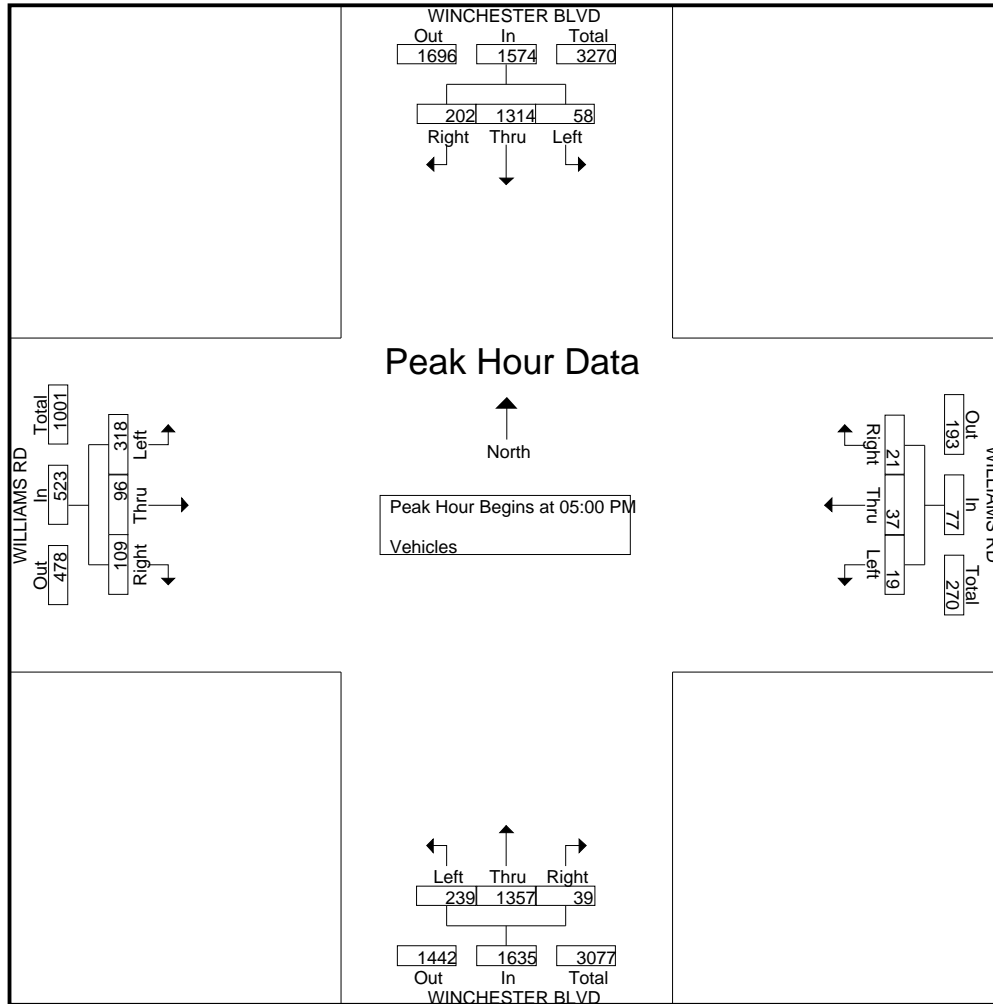 WINCHESTER BLVD
Out In Total
1696 1574 3270
202 1314 58
Right Thru Left
Peak Hour Data
North
Peak Hour Begins at 05:00 PM
Vehicles
WILLIAMS RD
Out In Total
478 523 1001
109 96 318
Right Thru Left
WILLIAMS RD
Out In Total
193 77 270
21 37 19
Right Thru Left
Left Thru Right
239 1357 39
1442 1635 3077
Out In Total
WINCHESTER BLVD